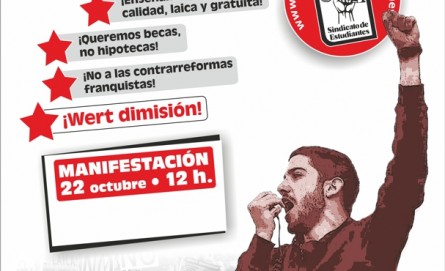 calidad, laica y gratuita!
¡Queremos becas,
no hipotecas!
¡No a las contrarreformas
franquistas!
¡Wert dimisión!
MANIFESTACIÓN
22 octubre • 12 h.
Sindicato de
Estudiantes
www